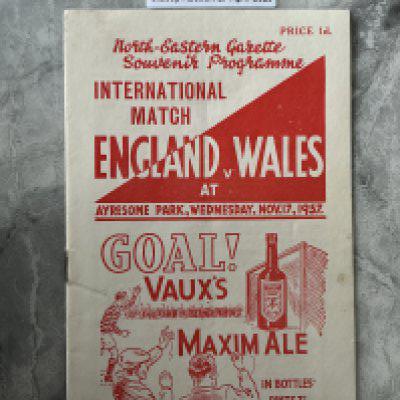 PRICE 1d.
North-Eastern Gazette
Souvenir Programme
INTERNATIONAL
MATCH
ENGLAND v WALES
AT
AYRESOME PARK, WEDNESDAY, NOV. 17, 1937.
GOAL!
VAUX'S
MAXIM ALE
IN BOTTLES